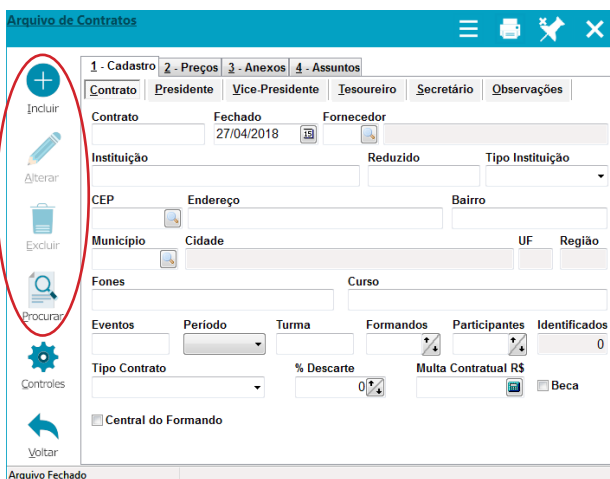 Arquivo de Contratos
1 - Cadastro 2 - Preços 3 - Anexos 4 - Assuntos
Contrato Presidente Vice-Presidente Tesoureiro Secretário Observações
Incluir
Alterar
Excluir
Procurar
Controles
Voltar
Contrato Fechado Fornecedor
27/04/2018 15
Instituição Reduzido Tipo Instituição
CEP Endereço Bairro
Município Cidade UF Região
Fones Curso
Eventos Período Turma Formandos Participantes Identificados
0
Tipo Contrato % Descarte Multa Contratual R$
0 Beca
Central do Formando
Arquivo Fechado